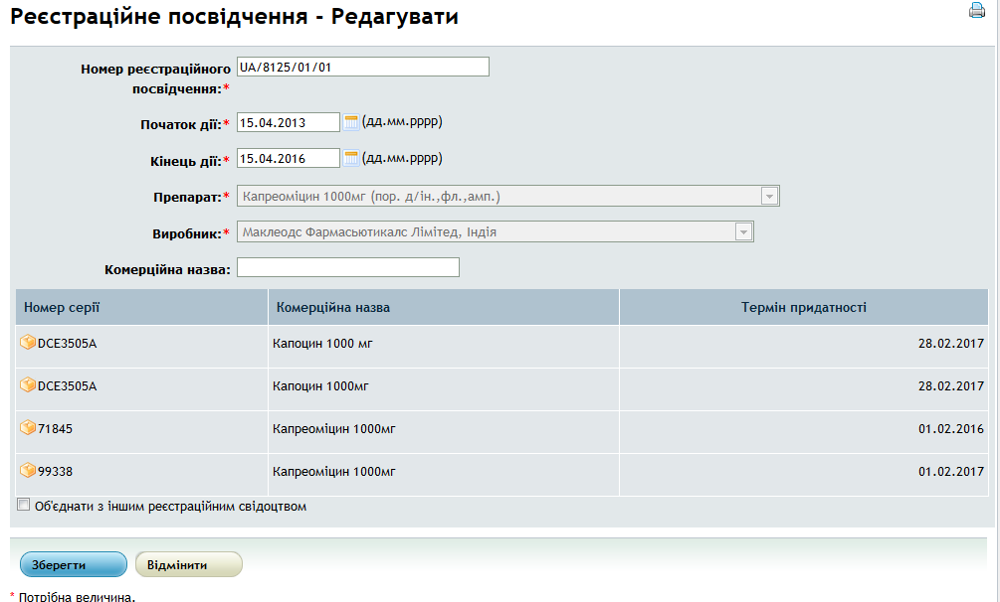 Реєстраційне посвідчення - Редагувати
Номер реєстраційного посвідчення:* UA/8125/01/01
Початок дії:* 15.04.2013 (дд.мм.рррр)
Кінець дії:* 15.04.2016 (дд.мм.рррр)
Препарат:* Капреоміцин 1000мг (пор. д/ін.,фл.,амп.)
Виробник:* Маклеодс Фармасьютикалс Лімітед, Індія
Комерційна назва:
Номер серії Комерційна назва Термін придатності
DCE3505A Капоцин 1000 мг 28.02.2017
DCE3505A Капоцин 1000мг 28.02.2017
71845 Капреоміцин 1000мг 01.02.2016
99338 Капреоміцин 1000мг 01.02.2017
Об'єднати з іншим реєстраційним свідоцтвом
Зберегти Відмінити
* Потрібна величина.